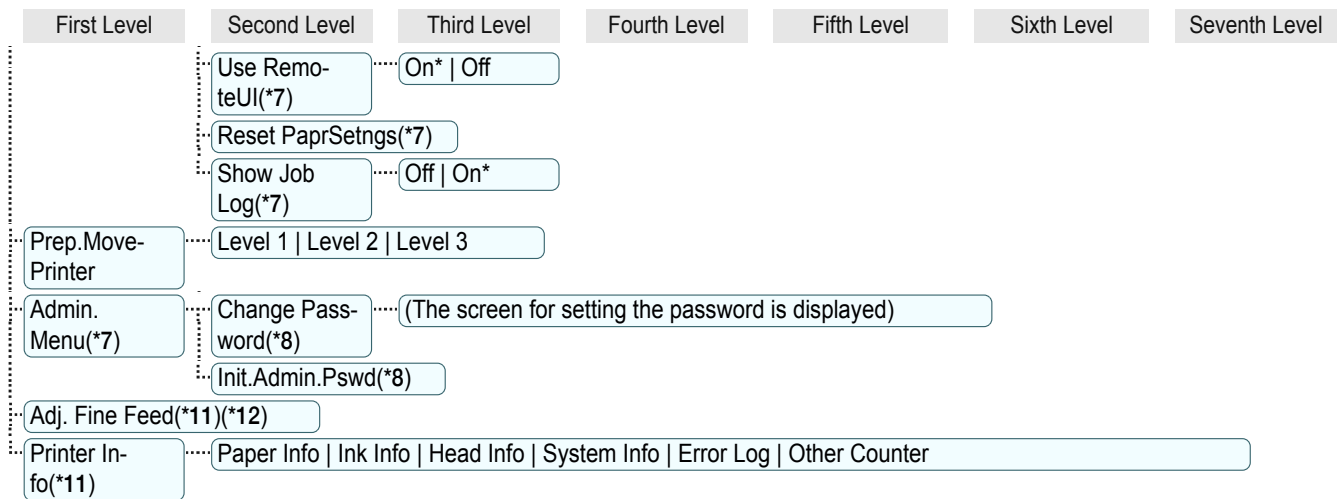 First Level Second Level Third Level Fourth Level Fifth Level Sixth Level Seventh Level
Use Remo-
teUI(*7)
On* | Off
Reset PaprSetngs(*7)
Show Job
Log(*7)
Off | On*
Prep.Move-
Printer
Level 1 | Level 2 | Level 3
Admin.
Menu(*7)
Change Pass-
word(*8)
(The screen for setting the password is displayed)
Init.Admin.Pswd(*8)
Adj. Fine Feed(*11)(*12)
Printer In-
fo(*11)
Paper Info | Ink Info | Head Info | System Info | Error Log | Other Counter